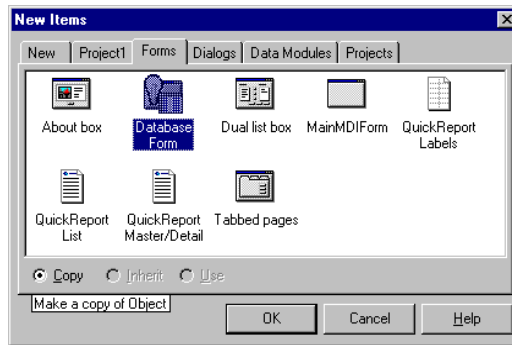 New Items
New Project1 Forms Dialogs Data Modules Projects
About box Database Form Dual list box MainMDIForm QuickReport Labels
QuickReport List QuickReport Master/Detail Tabbed pages
Copy Inherit Use
Make a copy of Object
OK Cancel Help